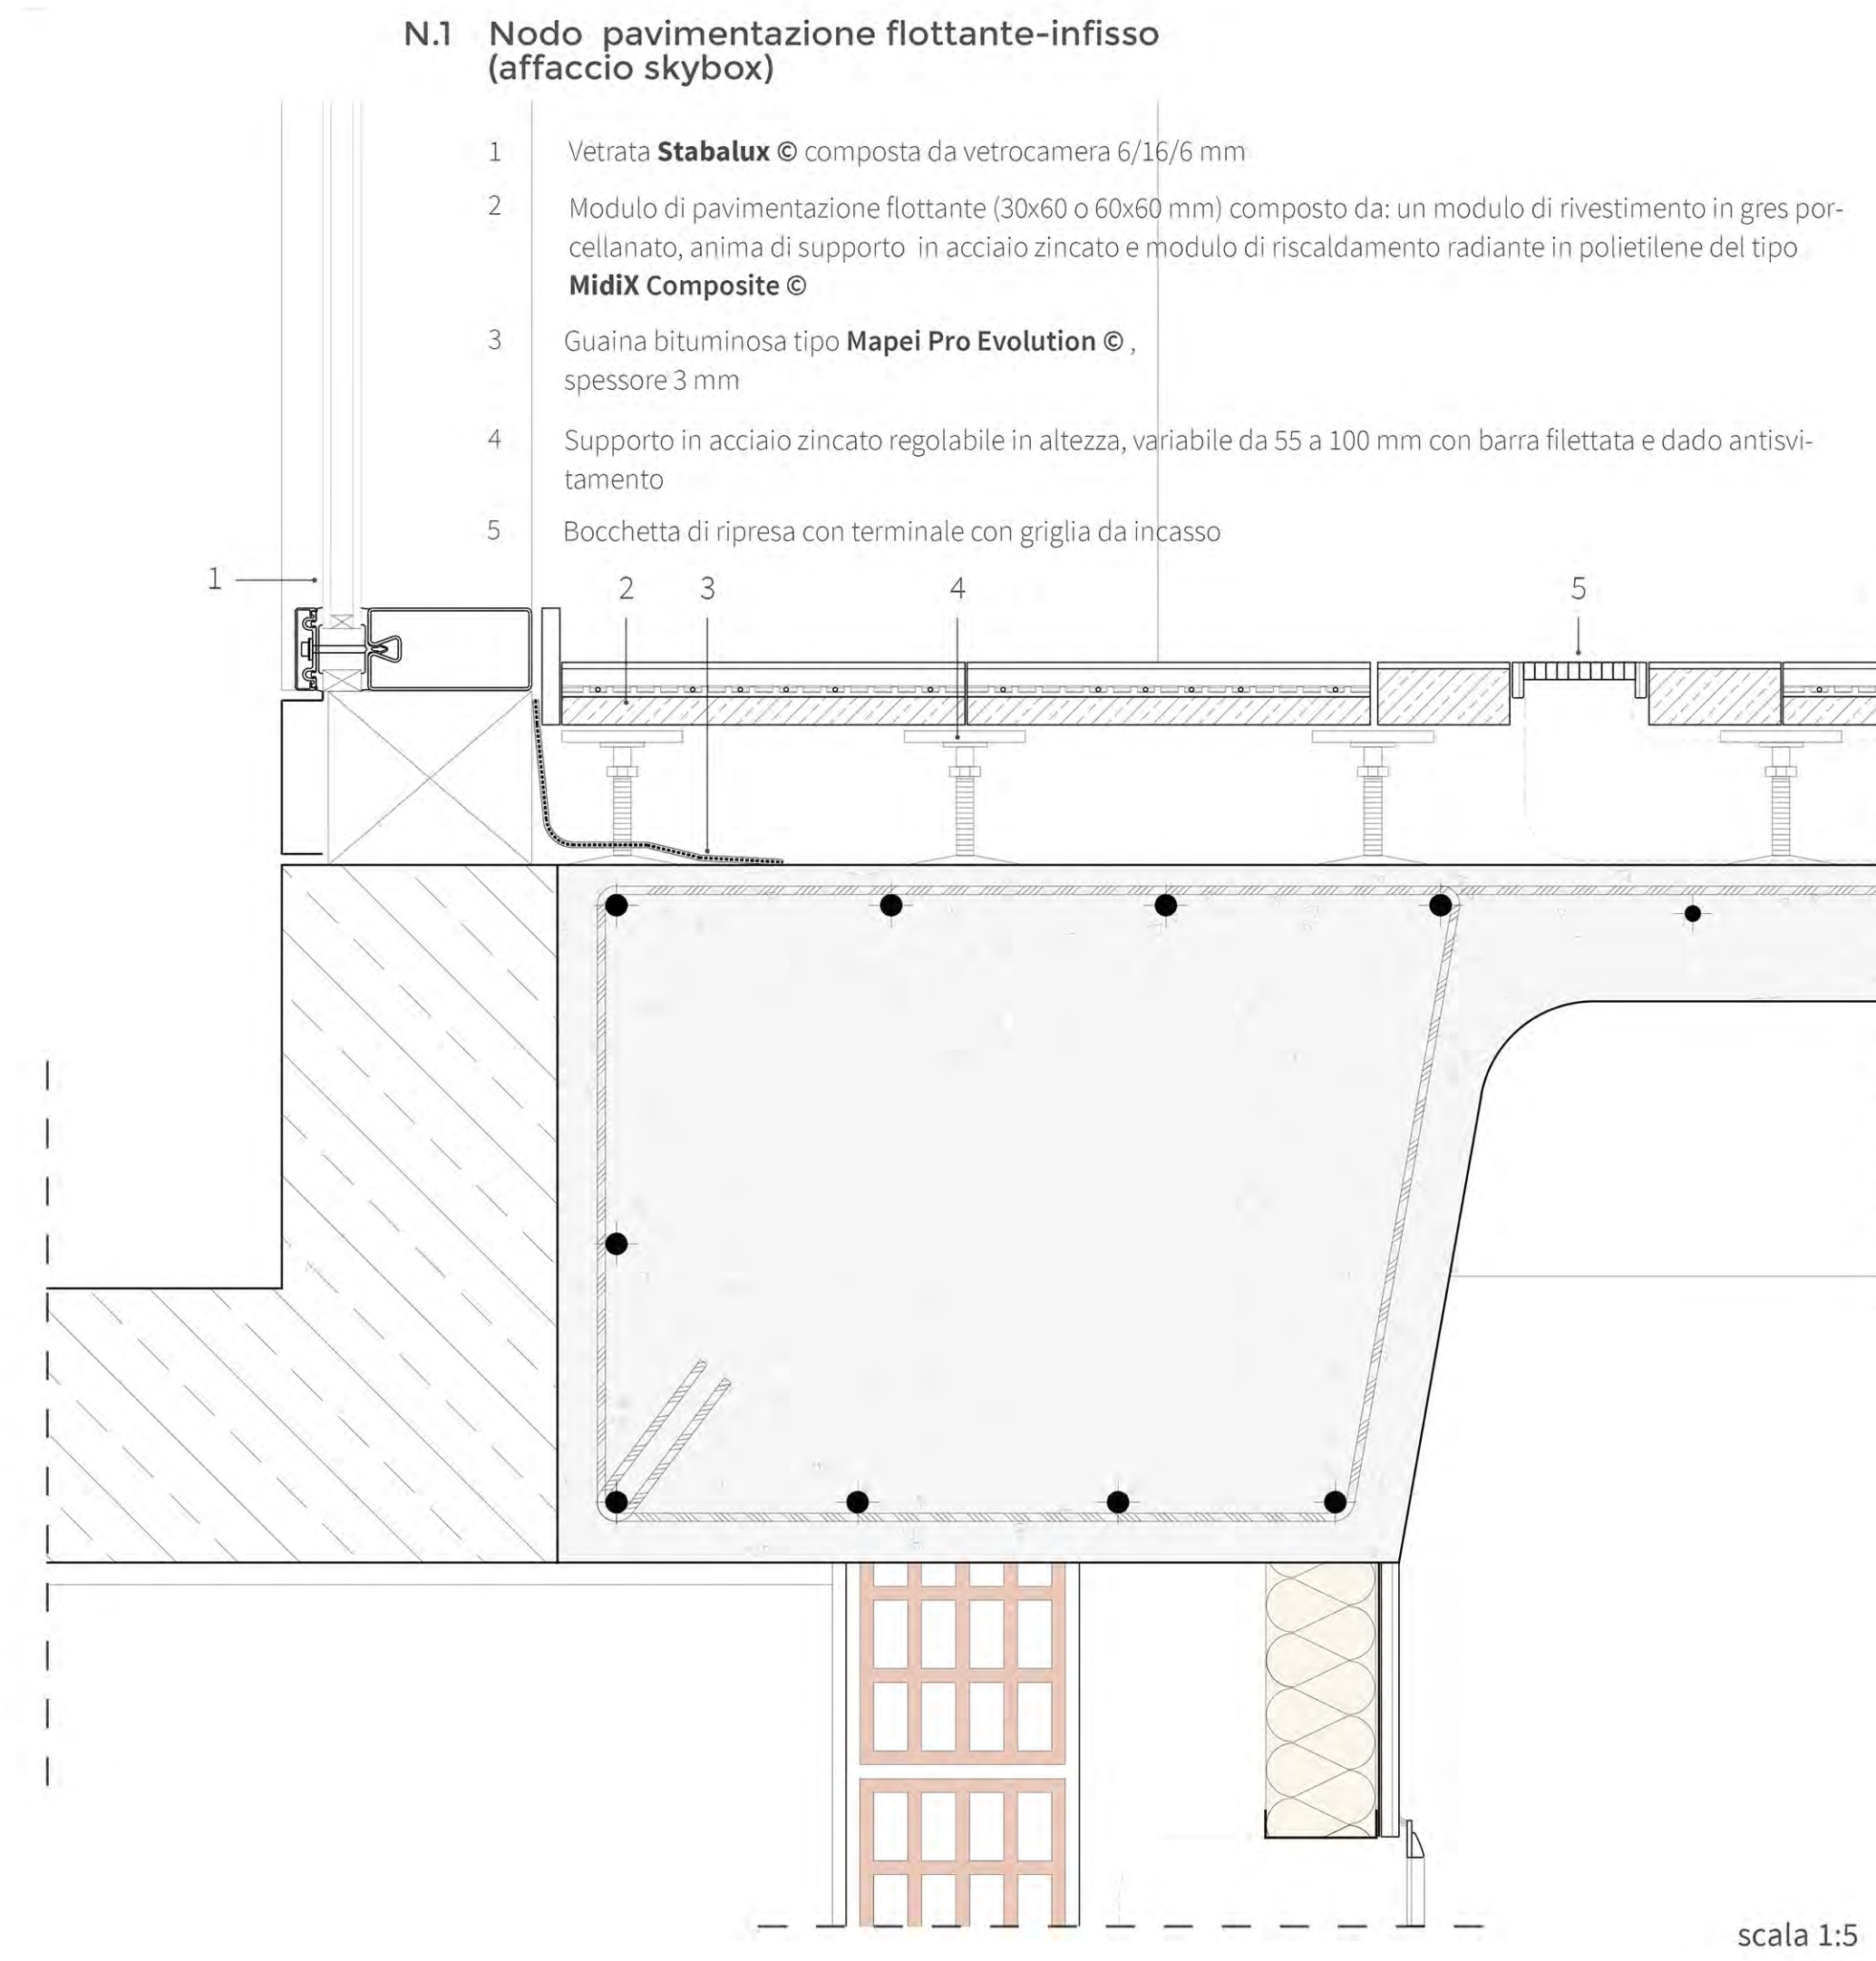 N.1 Nodo pavimentazione flottante-infisso
(affaccio skybox)
1 Vetrata Stabalux © composta da vetrocamera 6/16/6 mm
2 Modulo di pavimentazione flottante (30x60 o 60x60 mm) composto da: un modulo di rivestimento in gres por-
cellanato, anima di supporto in acciaio zincato e modulo di riscaldamento radiante in polietilene del tipo
MidiX Composite ©
3 Guaina bituminosa tipo Mapei Pro Evolution © ,
spessore 3 mm
4 Supporto in acciaio zincato regolabile in altezza, variabile da 55 a 100 mm con barra filettata e dado antisvi-
tamento
5 Bocchetta di ripresa con terminale con griglia da incasso
1
2 3 4 5
scala 1:5